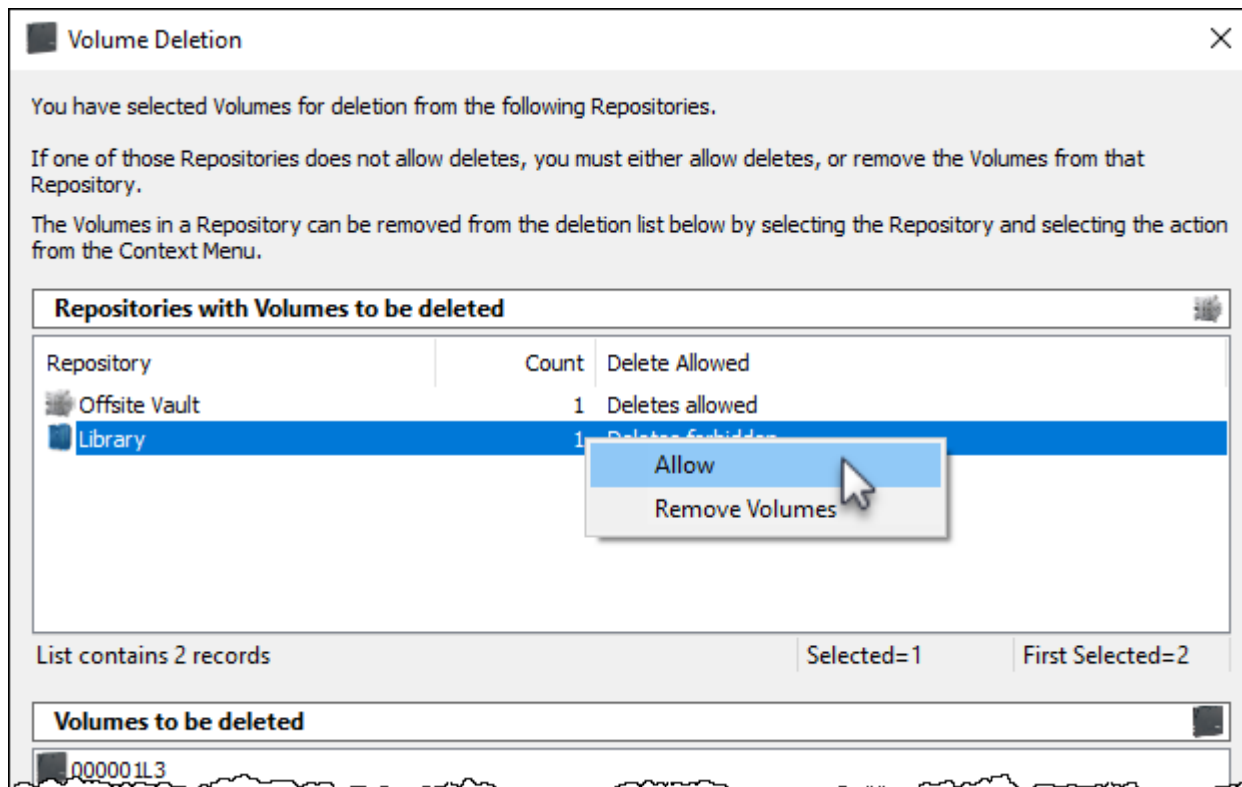 Volume Deletion
You have selected Volumes for deletion from the following Repositories.
If one of those Repositories does not allow deletes, you must either allow deletes, or remove the Volumes from that
Repository.
The Volumes in a Repository can be removed from the deletion list below by selecting the Repository and selecting the action
from the Context Menu.
Repositories with Volumes to be deleted
Repository Count Delete Allowed
Offsite Vault 1 Deletes allowed
Library 1 Deletes forbidden
Allow
Remove Volumes
List contains 2 records Selected=1 First Selected=2
Volumes to be deleted
000001L3